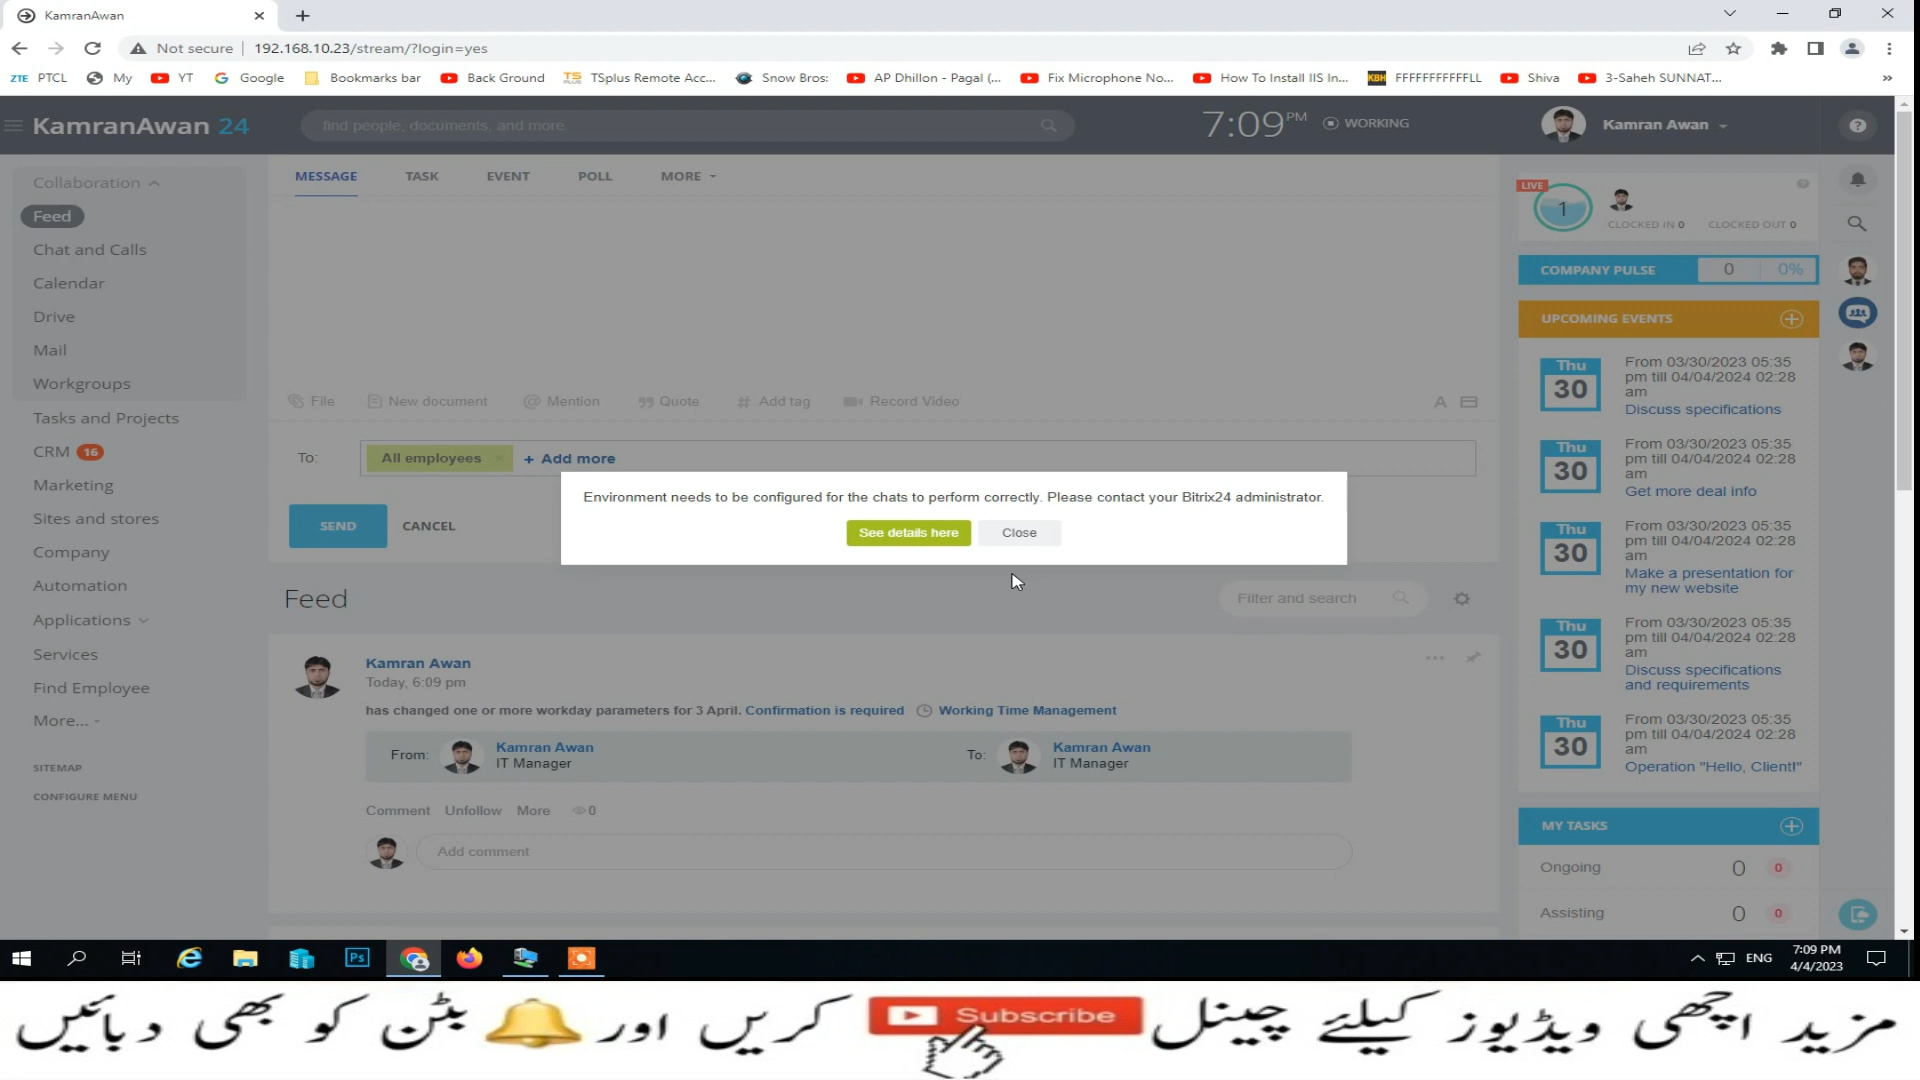 KamranAwan
Not secure 192.168.10.23/stream/?login=yes
PTCL My YT Google Bookmarks bar Back Ground TSplus Remote Acc... Snow Bros: AP Dhillon - Pagal (... Fix Microphone No... How To Install IIS In... FFFFFFFFFFFLL Shiva 3-Saheh SUNNAT...
KamranAwan 24
find people, documents, and more
7:09 PM WORKING
Kamran Awan
Collaboration
Feed
Chat and Calls
Calendar
Drive
Mail
Workgroups
Tasks and Projects
CRM 16
Marketing
Sites and stores
Company
Automation
Applications
Services
Find Employee
More...
SITEMAP
CONFIGURE MENU
MESSAGE TASK EVENT POLL MORE
File New document Mention Quote Add tag Record Video
To: All employees + Add more
SEND CANCEL
Environment needs to be configured for the chats to perform correctly. Please contact your Bitrix24 administrator.
See details here Close
Feed
Filter and search
Kamran Awan
Today, 6:09 pm
has changed one or more workday parameters for 3 April. Confirmation is required Working Time Management
From: Kamran Awan To: Kamran Awan
IT Manager IT Manager
Comment Unfollow More 0
Add comment
LIVE
1
CLOCKED IN 0 CLOCKED OUT 0
COMPANY PULSE 0 0%
UPCOMING EVENTS
Thu 30
From 03/30/2023 05:35
pm till 04/04/2024 02:28
am
Discuss specifications
Thu 30
From 03/30/2023 05:35
pm till 04/04/2024 02:28
am
Get more deal info
Thu 30
From 03/30/2023 05:35
pm till 04/04/2024 02:28
am
Make a presentation for
my new website
Thu 30
From 03/30/2023 05:35
pm till 04/04/2024 02:28
am
Discuss specifications
and requirements
Thu 30
From 03/30/2023 05:35
pm till 04/04/2024 02:28
am
Operation "Hello, Client!"
MY TASKS
Ongoing 0 0
Assisting 0 0
ENG 7:09 PM
4/4/2023
مزید اچھی ویڈیوز کیلئے چینل Subscribe کریں اور بٹن کو بھی دبائیں